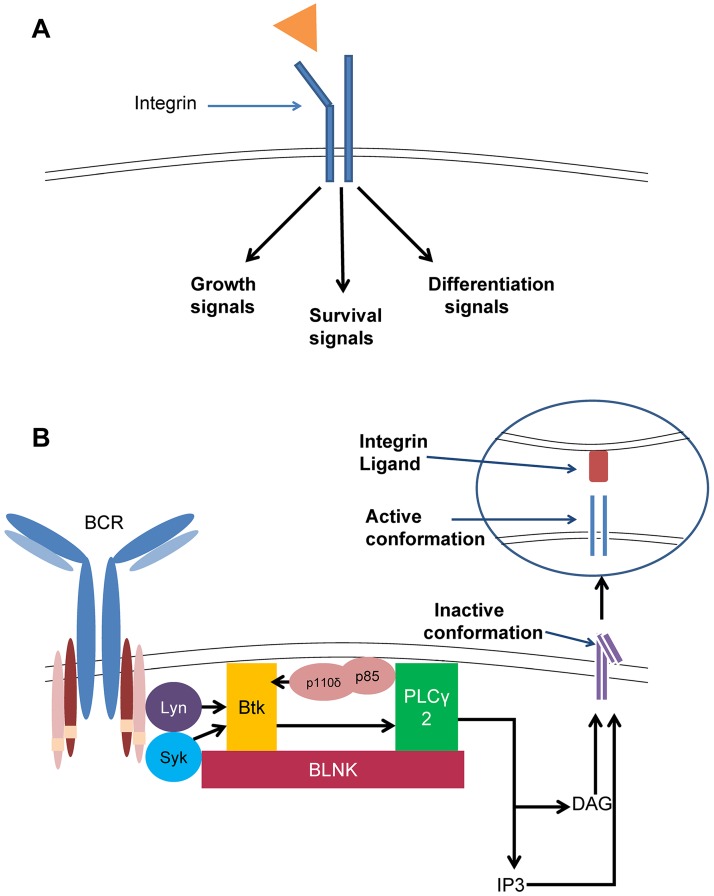 A
Integrin
Growth
signals
Survival
signals
Differentiation
signals
B
Integrin
Ligand
Active
conformation
BCR
Inactive
conformation
Lyn
Syk
Btk
p110δ
p85
PLCγ
2
BLNK
DAG
IP3